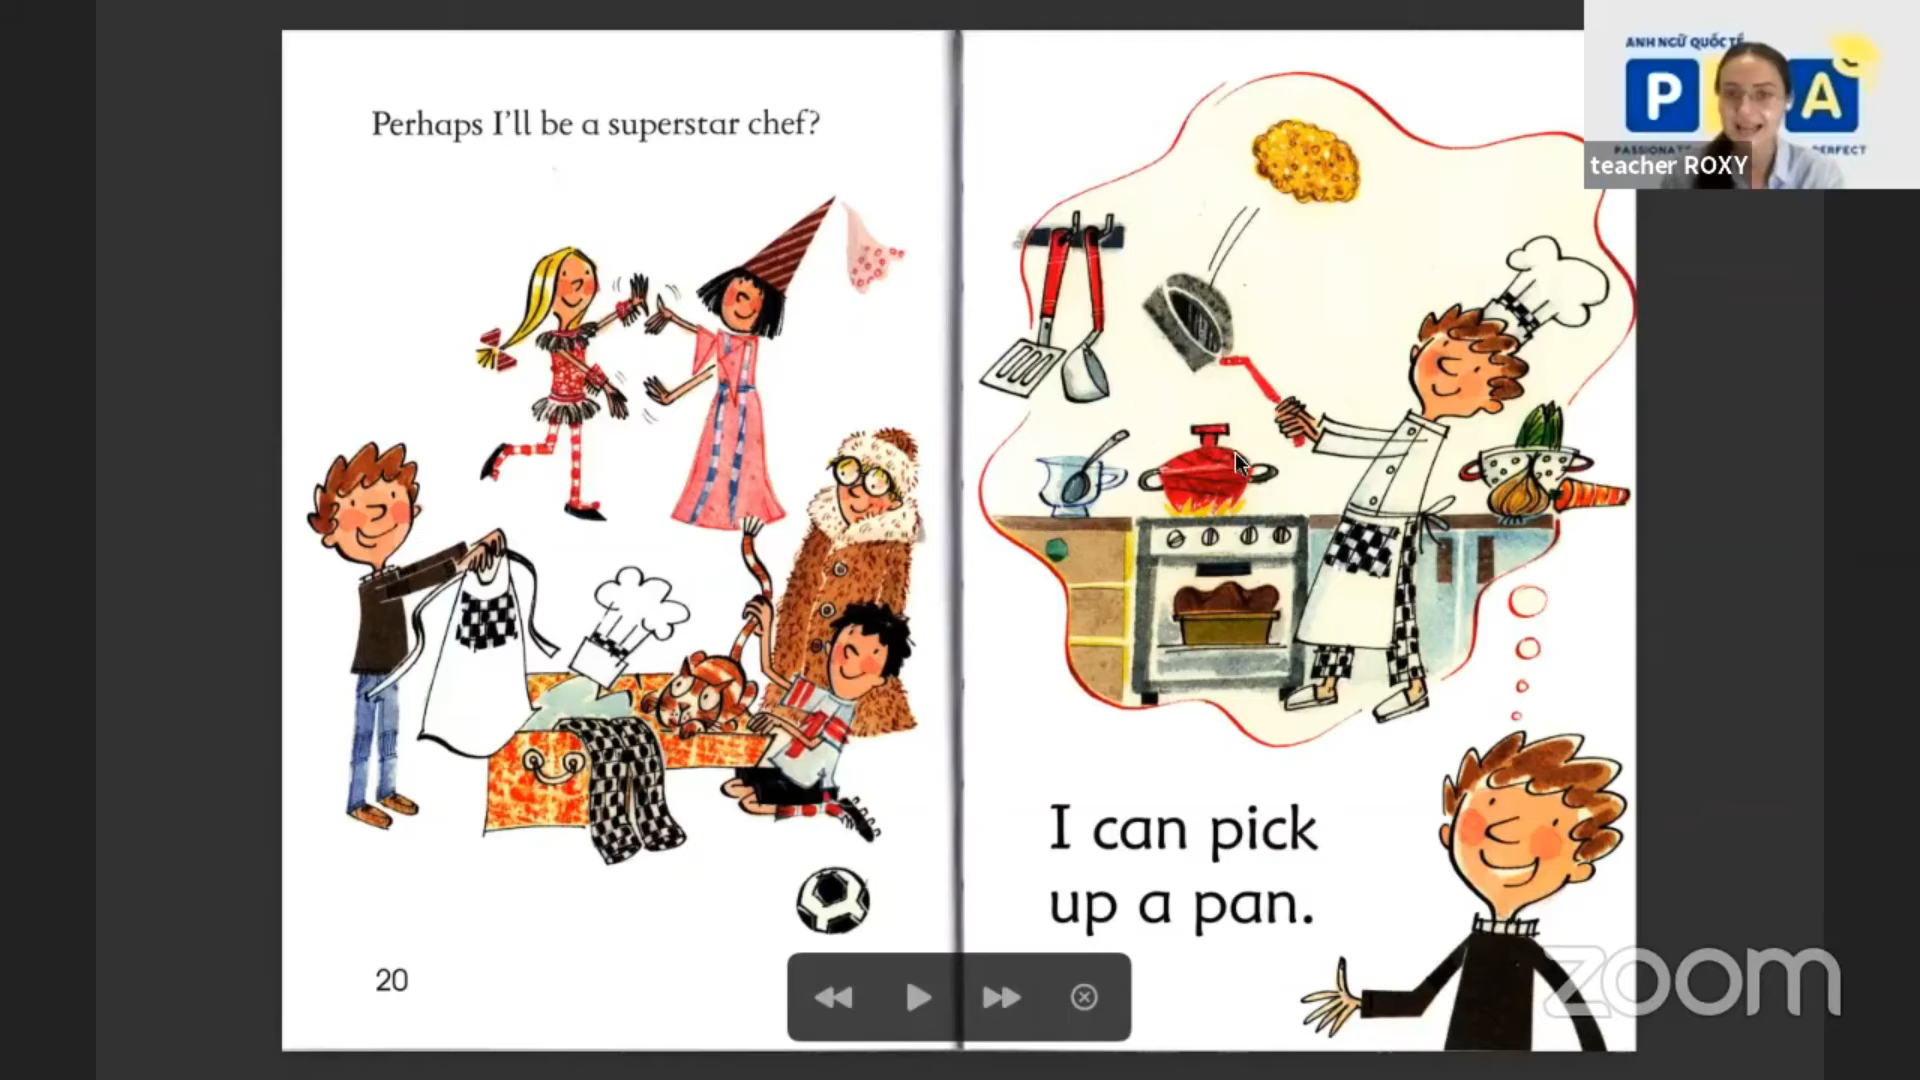 Perhaps I'll be a superstar chef?
I can pick
up a pan.
20
ANH NGỮ QUỐC TẾ
P A
teacher ROXY
zoom